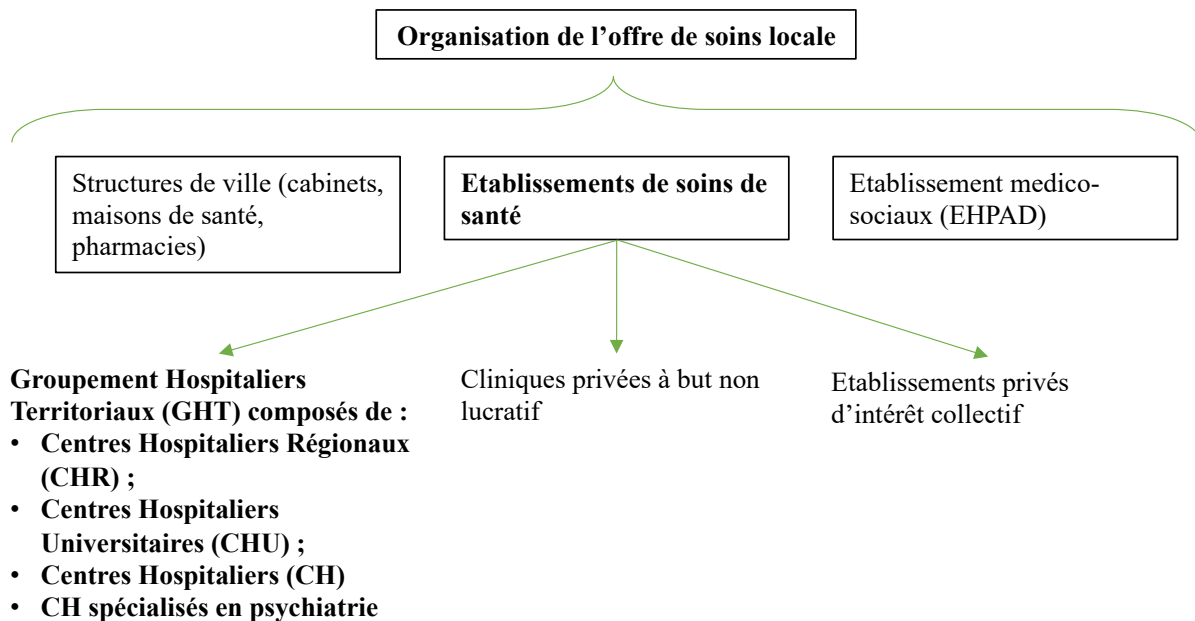 Organisation de l’offre de soins locale
Structures de ville (cabinets,
maisons de santé,
pharmacies)
Etablissements de soins de
santé
Etablissement medico-
sociaux (EHPAD)
Groupement Hospitaliers
Territoriaux (GHT) composés de :
• Centres Hospitaliers Régionaux
(CHR) ;
• Centres Hospitaliers
Universitaires (CHU) ;
• Centres Hospitaliers (CH)
• CH spécialisés en psychiatrie
Cliniques privées à but non
lucratif
Etablissements privés
d’intérêt collectif